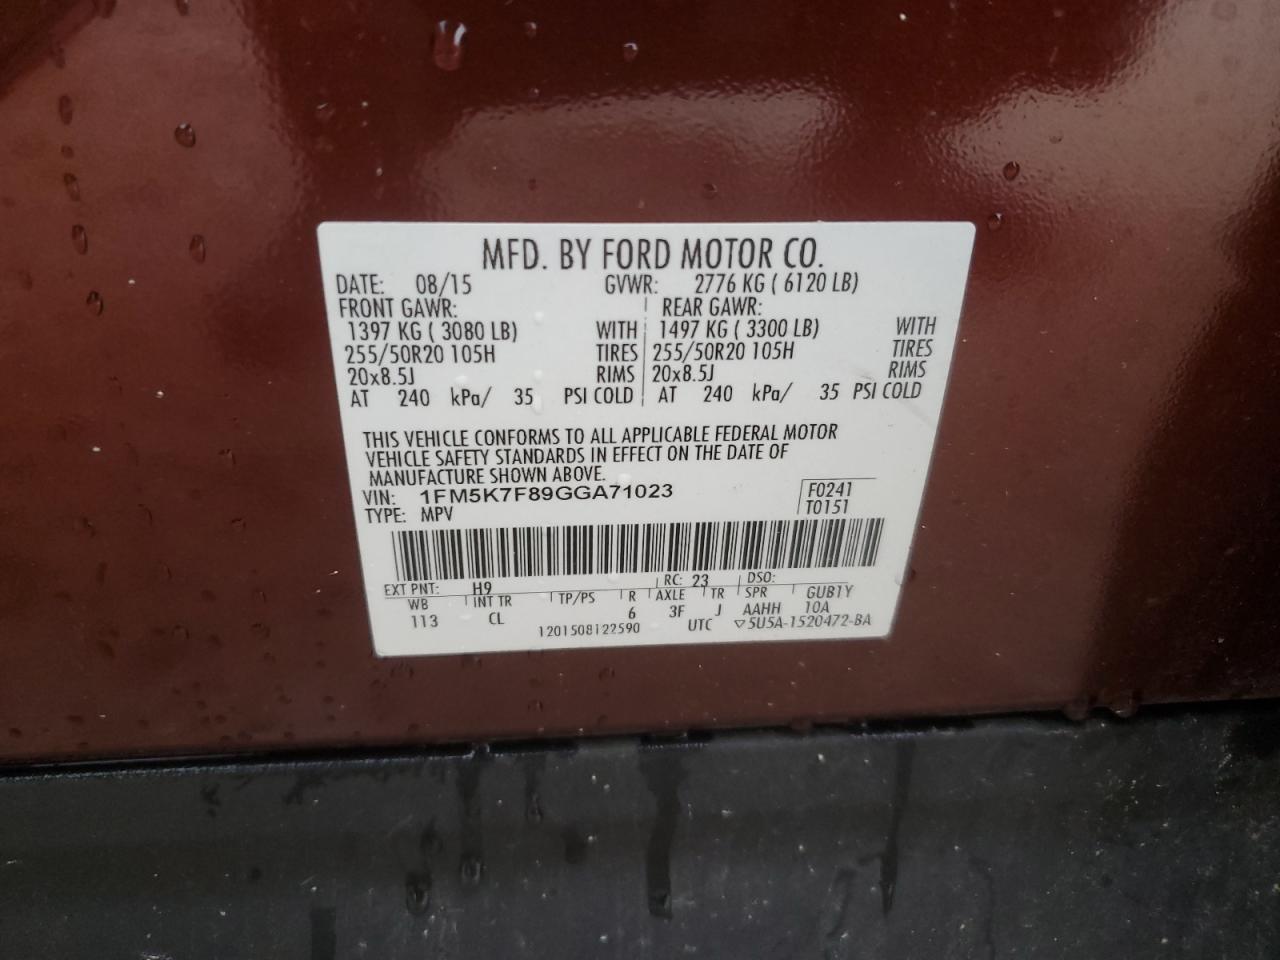 MFD. BY FORD MOTOR CO.
DATE: 08/15 GVWR: 2776 KG ( 6120 LB)
FRONT GAWR: REAR GAWR:
1397 KG ( 3080 LB) WITH 1497 KG ( 3300 LB) WITH
255/50R20 105H TIRES 255/50R20 105H TIRES
20x8.5J RIMS 20x8.5J RIMS
AT 240 kPa/ 35 PSI COLD AT 240 kPa/ 35 PSI COLD
THIS VEHICLE CONFORMS TO ALL APPLICABLE FEDERAL MOTOR
VEHICLE SAFETY STANDARDS IN EFFECT ON THE DATE OF
MANUFACTURE SHOWN ABOVE.
VIN: 1FM5K7F89GGA71023 F0241
TYPE: MPV T0151
EXT PNT: H9 RC: 23 DSO:
WB INT TR TP/PS R AXLE TR SPR GUB1Y
113 CL 6 3F J AAHH 10A
1201508122590 UTC ▽5U5A-1520472-BA